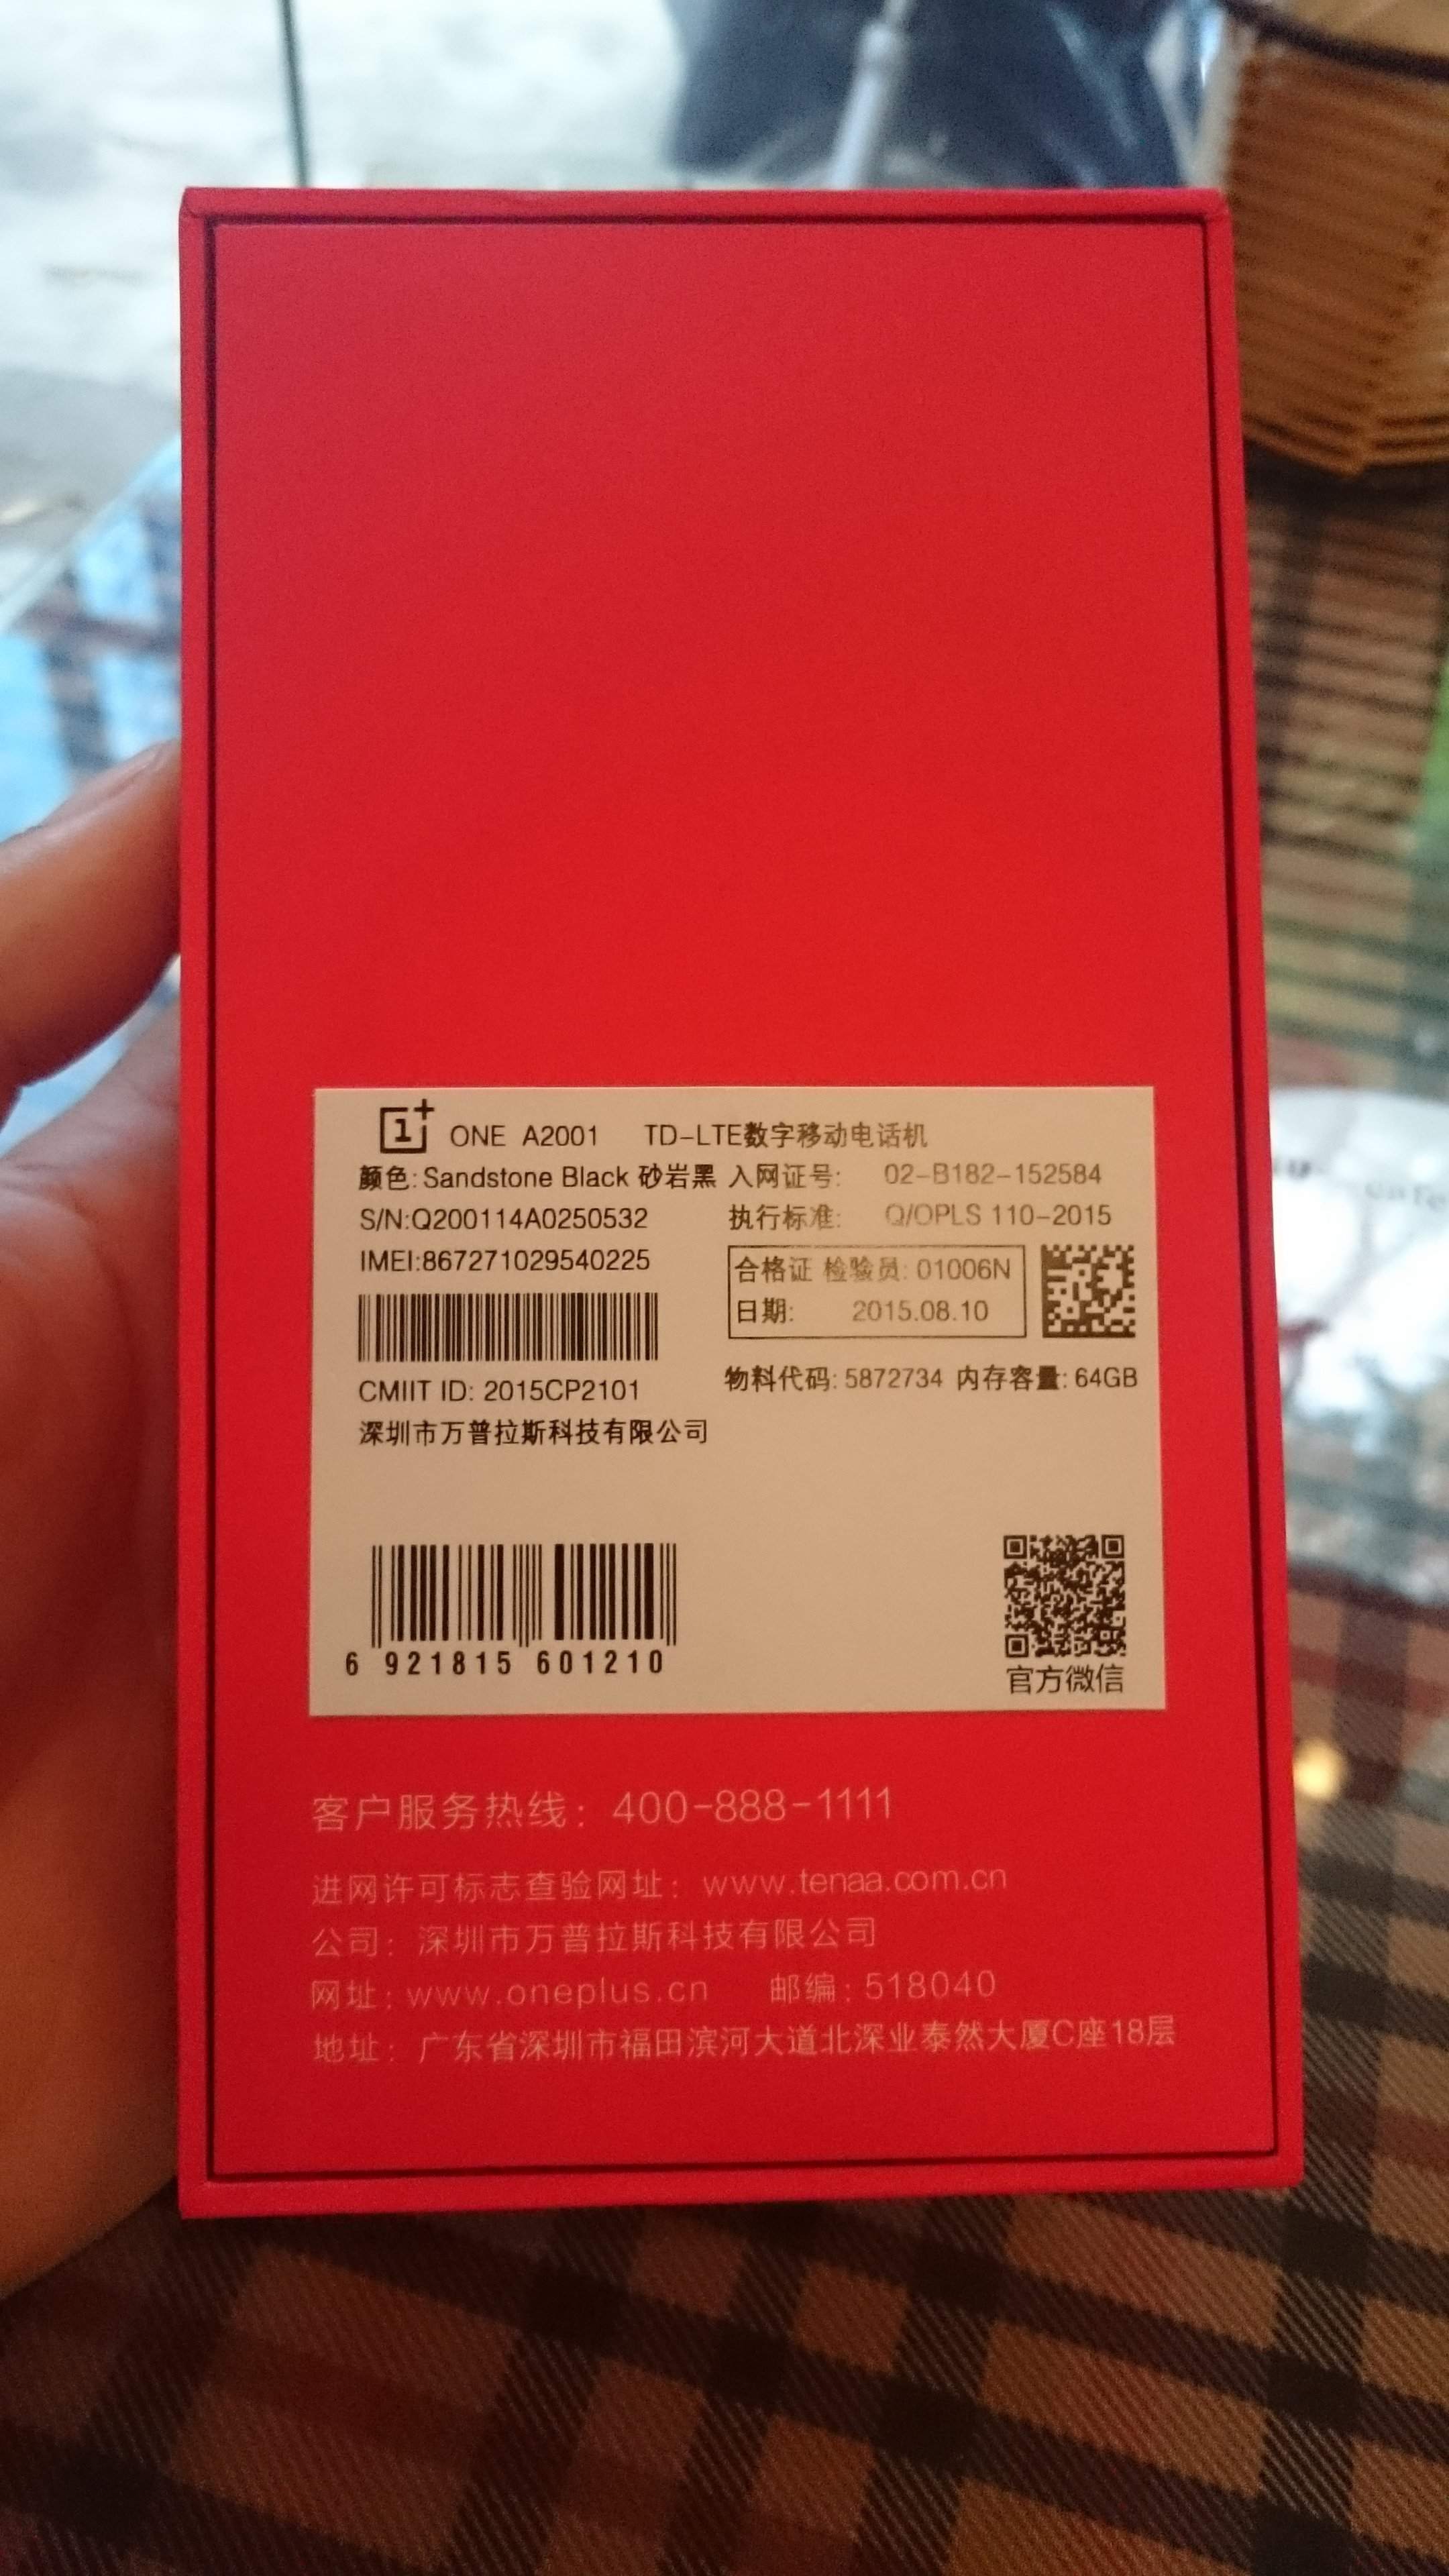 1+ ONE A2001 TD-LTE数字移动电话机
颜色: Sandstone Black 砂岩黑 入网证号: 02-B182-152584
S/N:Q200114A0250532 执行标准: Q/OPLS 110-2015
IMEI:867271029540225 合格证 检验员: 01006N
日期: 2015.08.10
CMIIT ID: 2015CP2101 物料代码: 5872734 内存容量: 64GB
深圳市万普拉斯科技有限公司
6 921815 601210
官方微信
客户服务热线: 400-888-1111
进网许可标志查验网址: www.tenaa.com.cn
公司: 深圳市万普拉斯科技有限公司
网址: www.oneplus.cn 邮编: 518040
地址: 广东省深圳市福田滨河大道北深业泰然大厦C座18层